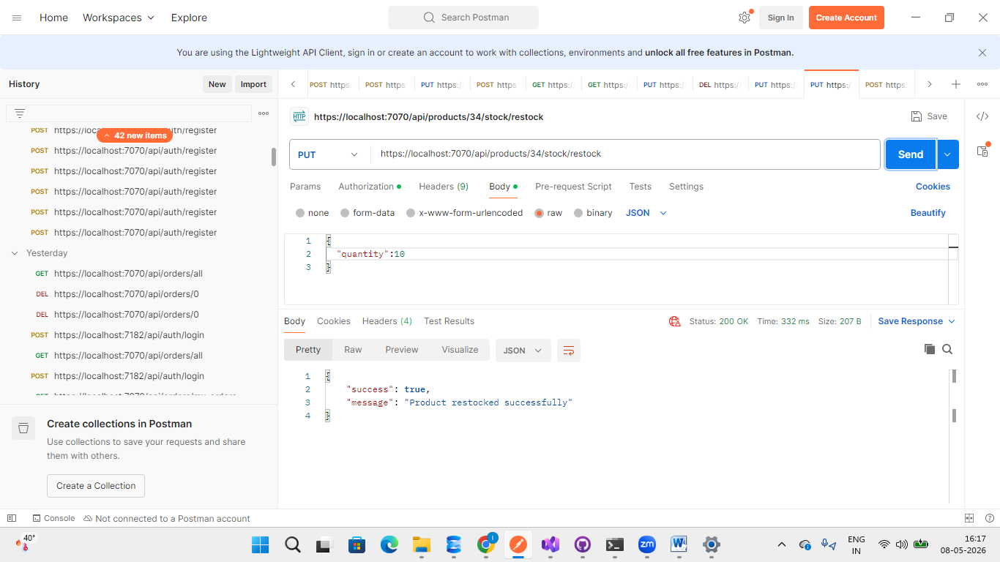 Home Workspaces Explore Search Postman Sign In Create Account
You are using the Lightweight API Client, sign in or create an account to work with collections, environments and unlock all free features in Postman.
History New Import
POST https: POST https: PUT https:/ POST https: GET https:/ GET https:/ PUT https:/ DEL https:/ PUT https:/ PUT https:/ POST https:
HTTP https://localhost:7070/api/products/34/stock/restock Save </>
POST https://loca uth/register
42 new items
POST https://localhost:7070/api/auth/register
POST https://localhost:7070/api/auth/register
POST https://localhost:7070/api/auth/register
POST https://localhost:7070/api/auth/register
POST https://localhost:7070/api/auth/register
Yesterday
GET https://localhost:7070/api/orders/all
DEL https://localhost:7070/api/orders/0
DEL https://localhost:7070/api/orders/0
POST https://localhost:7182/api/auth/login
GET https://localhost:7070/api/orders/all
POST https://localhost:7182/api/auth/login
GET https://localhost:7070/api/orders/my-orders
Create collections in Postman
Use collections to save your requests and share
them with others.
Create a Collection
PUT https://localhost:7070/api/products/34/stock/restock Send
Params Authorization Headers (9) Body Pre-request Script Tests Settings Cookies
none form-data x-www-form-urlencoded raw binary JSON Beautify
1 {
2 "quantity":10
3 }
Body Cookies Headers (4) Test Results Status: 200 OK Time: 332 ms Size: 207 B Save Response
Pretty Raw Preview Visualize JSON
1 {
2 "success": true,
3 "message": "Product restocked successfully"
4 }
Console Not connected to a Postman account
40° zm ENG 16:17
IN 08-05-2026